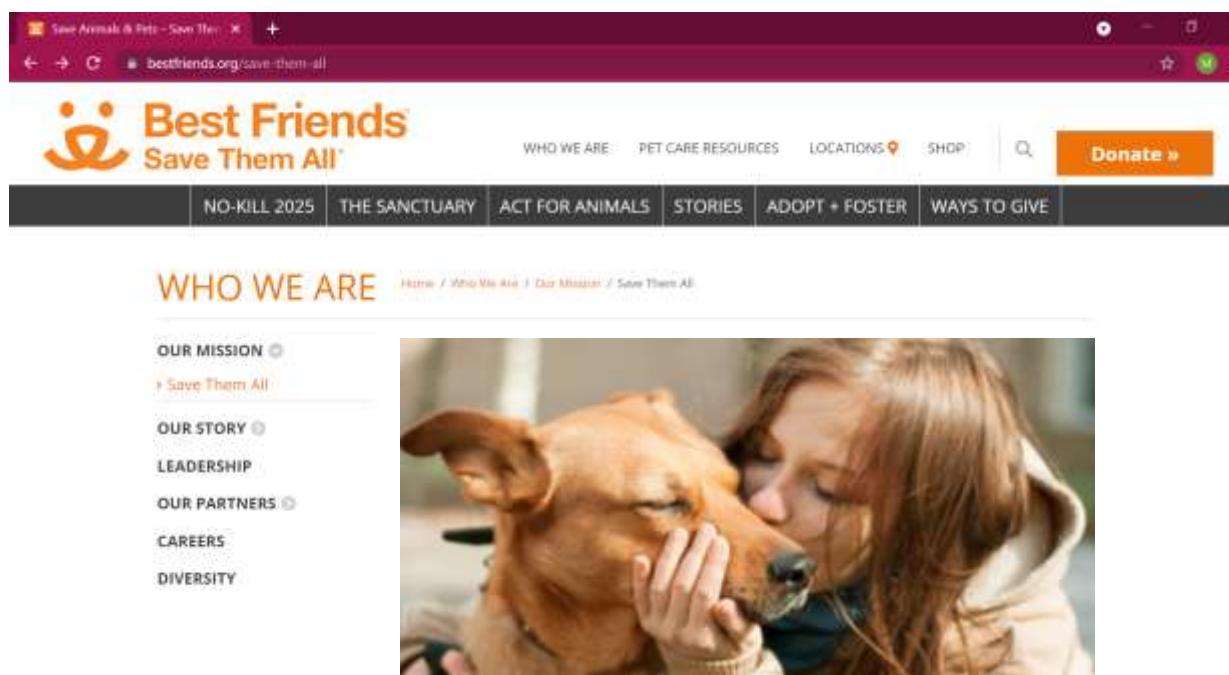 Save Animals & Pets - Save The
bestfriends.org/save-them-all
M
Best Friends
Save Them All
WHO WE ARE PET CARE RESOURCES LOCATIONS SHOP
Donate »
NO-KILL 2025 THE SANCTUARY ACT FOR ANIMALS STORIES ADOPT + FOSTER WAYS TO GIVE
WHO WE ARE Home / Who We Are / Our Mission / Save Them All
OUR MISSION
Save Them All
OUR STORY
LEADERSHIP
OUR PARTNERS
CAREERS
DIVERSITY